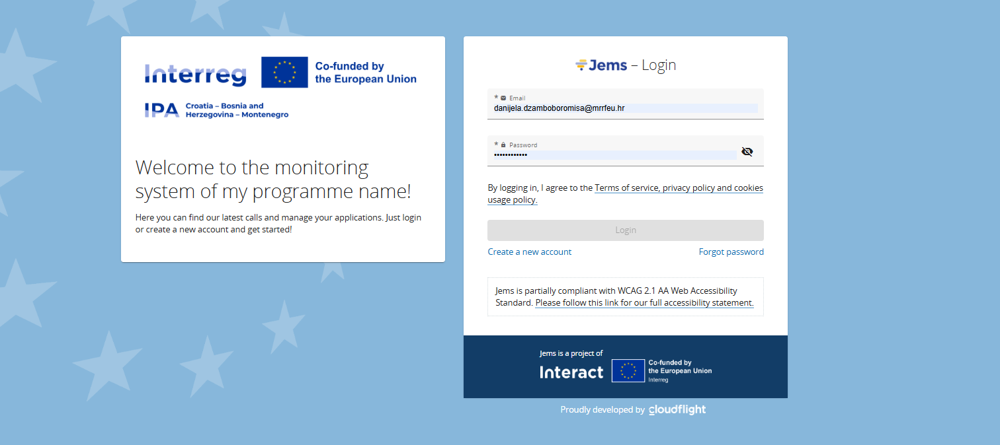 Interreg
Co-funded by
the European Union
IPA
Croatia – Bosnia and
Herzegovina – Montenegro
Welcome to the monitoring
system of my programme name!
Here you can find our latest calls and manage your applications. Just login
or create a new account and get started!
Jems – Login
* Email
danijela.dzamboboromisa@mrrfeu.hr
* Password
••••••••••••
By logging in, I agree to the Terms of service, privacy policy and cookies
usage policy.
Login
Create a new account
Forgot password
Jems is partially compliant with WCAG 2.1 AA Web Accessibility
Standard. Please follow this link for our full accessibility statement.
Jems is a project of
Interact
Co-funded by
the European Union
Interreg
Proudly developed by cloudflight